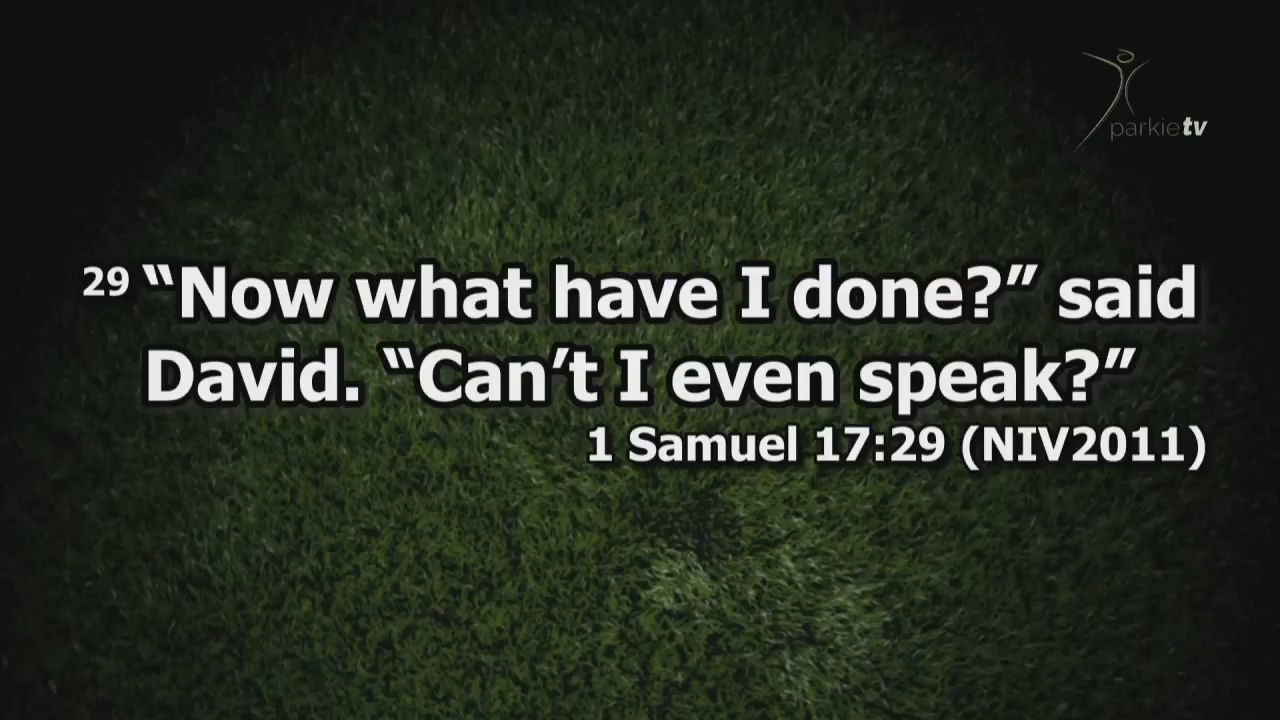 parkietv
29 “Now what have I done?” said
David. “Can’t I even speak?”
1 Samuel 17:29 (NIV2011)